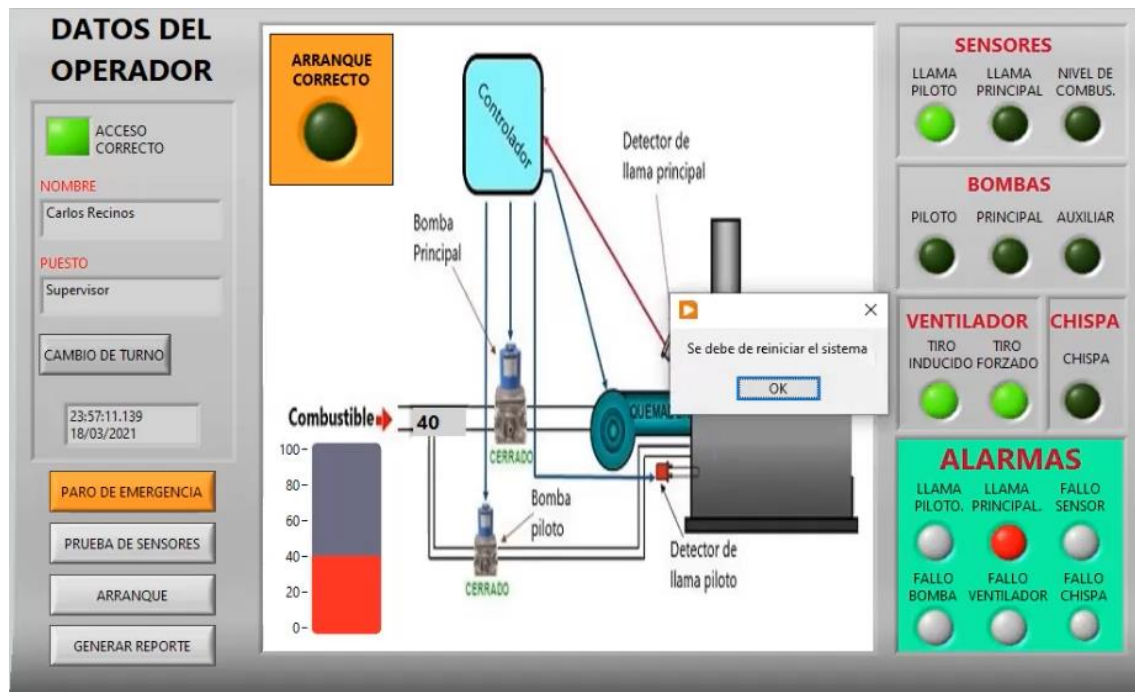 DATOS DEL
OPERADOR
ACCESO
CORRECTO
NOMBRE
Carlos Recinos
PUESTO
Supervisor
CAMBIO DE TURNO
23:57:11.139
18/03/2021
PARO DE EMERGENCIA
PRUEBA DE SENSORES
ARRANQUE
GENERAR REPORTE
ARRANQUE
CORRECTO
Controlador
Detector de
llama principal
Bomba
Principal
Se debe de reiniciar el sistema
OK
Combustible
40
CERRADO
100
80
60
40
20
0
Bomba
piloto
CERRADO
Detector de
llama piloto
SENSORES
LLAMA PILOTO
LLAMA PRINCIPAL
NIVEL DE COMBUS.
BOMBAS
PILOTO PRINCIPAL AUXILIAR
VENTILADOR
TIRO INDUCIDO
TIRO FORZADO
CHISPA
CHISPA
ALARMAS
LLAMA PILOTO.
LLAMA PRINCIPAL.
FALLO SENSOR
FALLO BOMBA
FALLO VENTILADOR
FALLO CHISPA